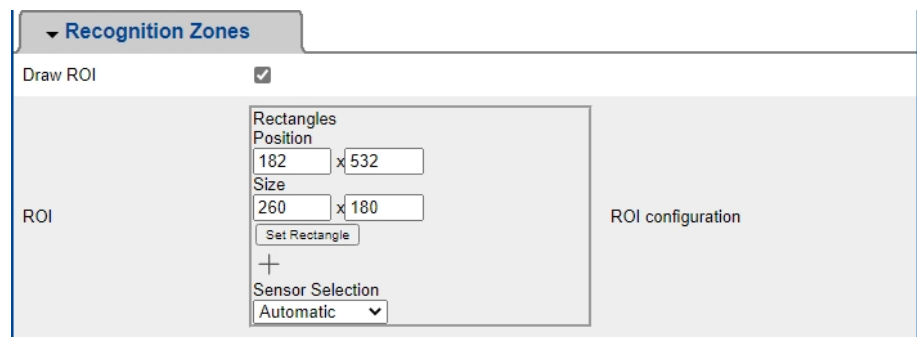 Recognition Zones
Draw ROI
ROI
Rectangles
Position
182 x 532
Size
260 x 180
Set Rectangle
Sensor Selection
Automatic
ROI configuration